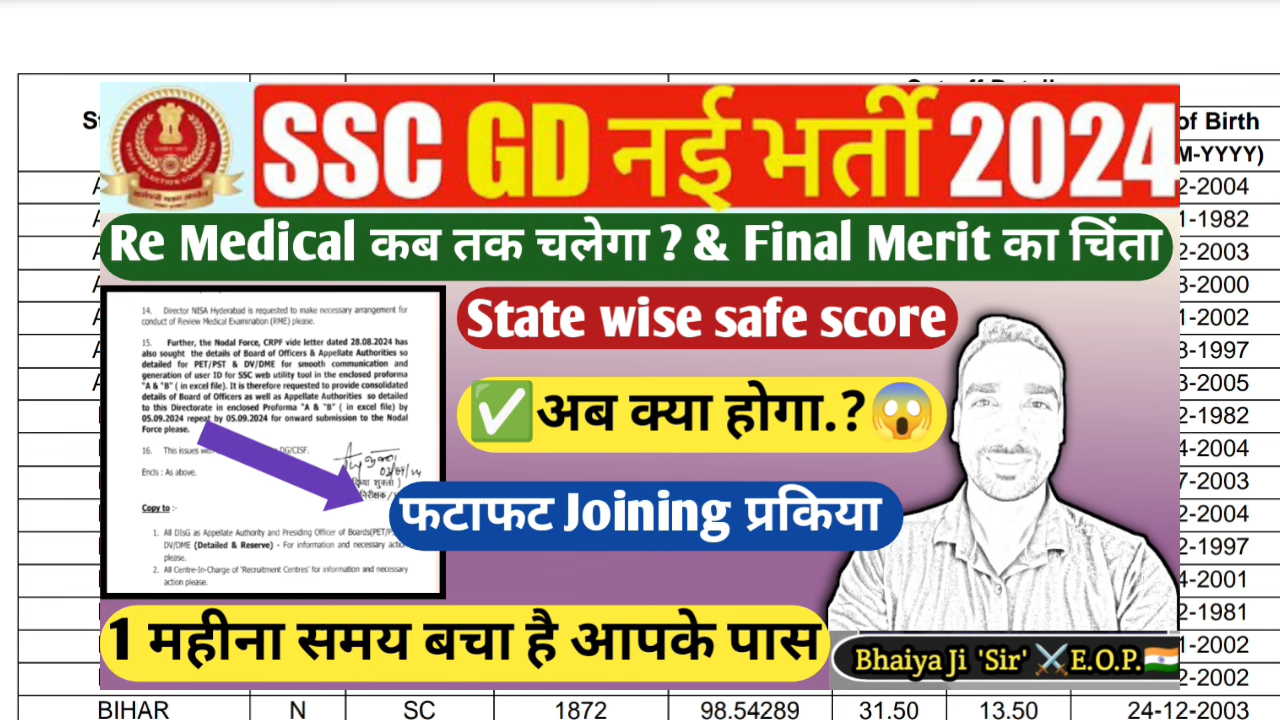 of Birth
SSC GD नई भर्ती 2024
Re Medical कब तक चलेगा ? & Final Merit का चिंता
14. Director NISA Hyderabad is requested to make necessary arrangement for
conduct of Review Medical Examination (RME) please.
15. Further, the Nodal Force, CRPF vide letter dated 28.08.2024 has
also sought the details of Board of Officers & Appellate Authorities so
detailed for PET/PST & DV/DME for smooth communication and
generation of user ID for SSC web utility tool in the enclosed proforma
"A & "B" ( in excel file). It is therefore requested to provide consolidated
details of Board of Officers as well as Appellate Authorities so detailed
to this Directorate in enclosed Proforma "A & "B" ( in excel file) by
05.09.2024 repeat by 05.09.2024 for onward submission to the Nodal
Force please.
16. This issues DG/CISF.
Encls : As above.
03/09/24
Copy to :-
1. All DIsG as Appellate Authority and Presiding Officer of Boards(PET/P
DV/DME (Detailed & Reserve) - For information and necessary
please.
2. All Centre-In-Charge of 'Recruitment Centres' for information and necessary
action please.
State wise safe score
✅अब क्या होगा.?😱
फटाफट Joining प्रकिया
1 महीना समय बचा है आपके पास
Bhaiya Ji 'Sir' ⚔️E.O.P.🇮🇳
M-YYYY)
2-2004
1-1982
2-2003
3-2000
1-2002
3-1997
3-2005
2-1982
4-2004
7-2003
2-2004
2-1997
4-2001
2-1981
1-2002
2-2002
BIHAR N SC 1872 98.54289 31.50 13.50 24-12-2003